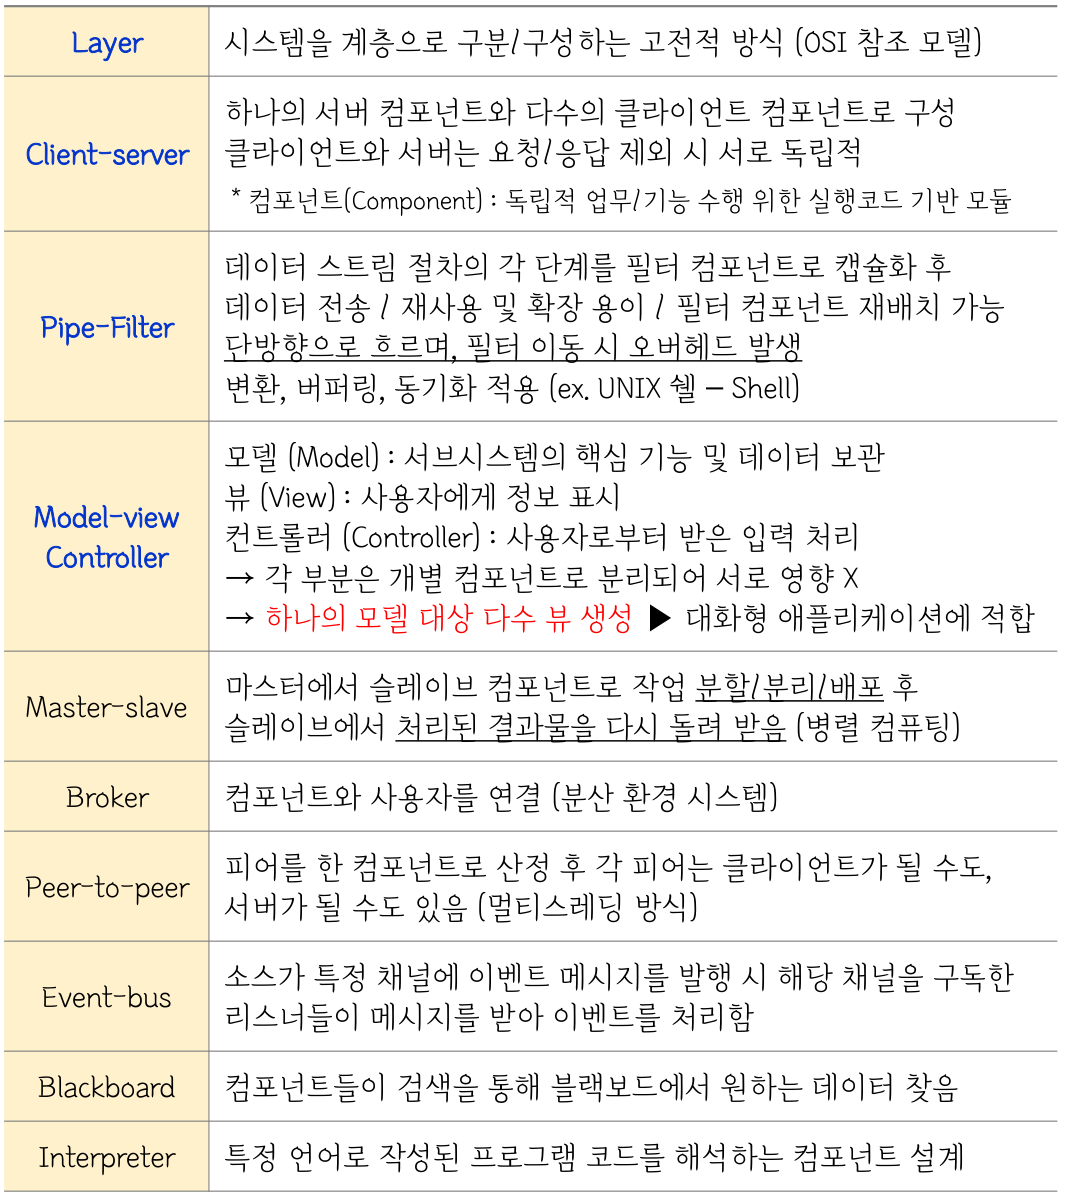 Layer
시스템을 계층으로 구분/구성하는 고전적 방식 (OSI 참조 모델)
Client-server
하나의 서버 컴포넌트와 다수의 클라이언트 컴포넌트로 구성
클라이언트와 서버는 요청/응답 제외 시 서로 독립적
* 컴포넌트(Component) : 독립적 업무/기능 수행 위한 실행코드 기반 모듈
Pipe-Filter
데이터 스트림 절차의 각 단계를 필터 컴포넌트로 캡슐화 후
데이터 전송 / 재사용 및 확장 용이 / 필터 컴포넌트 재배치 가능
단방향으로 흐르며, 필터 이동 시 오버헤드 발생
변환, 버퍼링, 동기화 적용 (ex. UNIX 쉘 – Shell)
Model-view
Controller
모델 (Model) : 서브시스템의 핵심 기능 및 데이터 보관
뷰 (View) : 사용자에게 정보 표시
컨트롤러 (Controller) : 사용자로부터 받은 입력 처리
→ 각 부분은 개별 컴포넌트로 분리되어 서로 영향 X
→ 하나의 모델 대상 다수 뷰 생성 ▶ 대화형 애플리케이션에 적합
Master-slave
마스터에서 슬레이브 컴포넌트로 작업 분할/분리/배포 후
슬레이브에서 처리된 결과물을 다시 돌려 받음 (병렬 컴퓨팅)
Broker
컴포넌트와 사용자를 연결 (분산 환경 시스템)
Peer-to-peer
피어를 한 컴포넌트로 산정 후 각 피어는 클라이언트가 될 수도,
서버가 될 수도 있음 (멀티스레딩 방식)
Event-bus
소스가 특정 채널에 이벤트 메시지를 발행 시 해당 채널을 구독한
리스너들이 메시지를 받아 이벤트를 처리함
Blackboard
컴포넌트들이 검색을 통해 블랙보드에서 원하는 데이터 찾음
Interpreter
특정 언어로 작성된 프로그램 코드를 해석하는 컴포넌트 설계